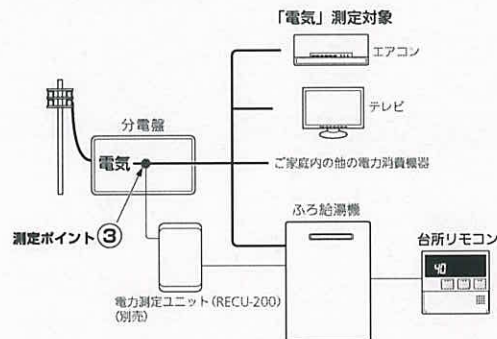 「電気」測定対象
エアコン
テレビ
分電盤
電気
ご家庭内の他の電力消費機器
測定ポイント③
ふろ給湯機
台所リモコン
40
電力測定ユニット(RECU-200)
(別売)